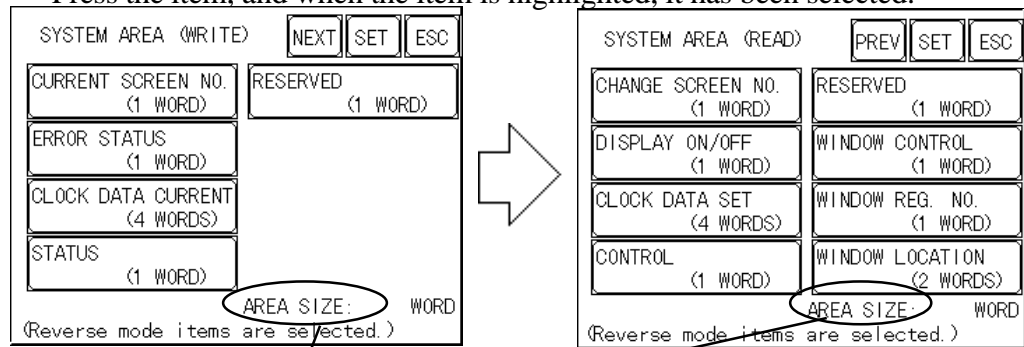 Press the item, and when the item is highlighted, it has been selected.
SYSTEM AREA (WRITE) NEXT SET ESC
CURRENT SCREEN NO. (1 WORD)
RESERVED (1 WORD)
ERROR STATUS (1 WORD)
CLOCK DATA CURRENT (4 WORDS)
STATUS (1 WORD)
AREA SIZE: WORD
(Reverse mode items are selected.)
SYSTEM AREA (READ) PREV SET ESC
CHANGE SCREEN NO. (1 WORD)
RESERVED (1 WORD)
DISPLAY ON/OFF (1 WORD)
WINDOW CONTROL (1 WORD)
CLOCK DATA SET (4 WORDS)
WINDOW REG. NO. (1 WORD)
CONTROL (1 WORD)
WINDOW LOCATION (2 WORDS)
AREA SIZE: WORD
(Reverse mode items are selected.)